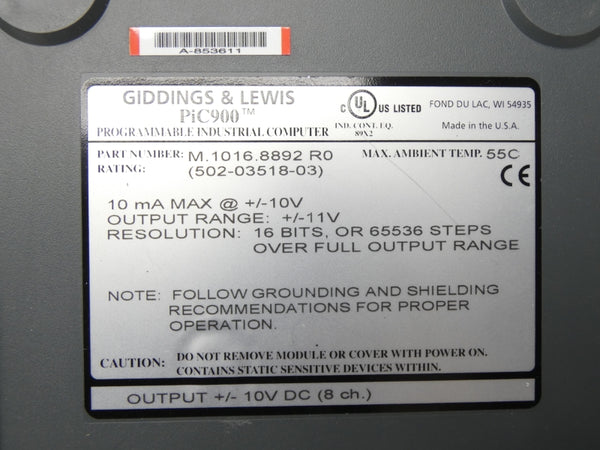 A-853611
GIDDINGS & LEWIS
PiC900™
PROGRAMMABLE INDUSTRIAL COMPUTER
C UL US LISTED
IND. CONT. EQ.
89X2
FOND DU LAC, WI 54935
Made in the U.S.A.
PART NUMBER: M.1016.8892 R0 MAX. AMBIENT TEMP. 55C
RATING: (502-03518-03)
CE
10 mA MAX @ +/-10V
OUTPUT RANGE: +/-11V
RESOLUTION: 16 BITS, OR 65536 STEPS
OVER FULL OUTPUT RANGE
NOTE: FOLLOW GROUNDING AND SHIELDING
RECOMMENDATIONS FOR PROPER
OPERATION.
CAUTION: DO NOT REMOVE MODULE OR COVER WITH POWER ON.
CONTAINS STATIC SENSITIVE DEVICES WITHIN.
OUTPUT +/- 10V DC (8 ch.)